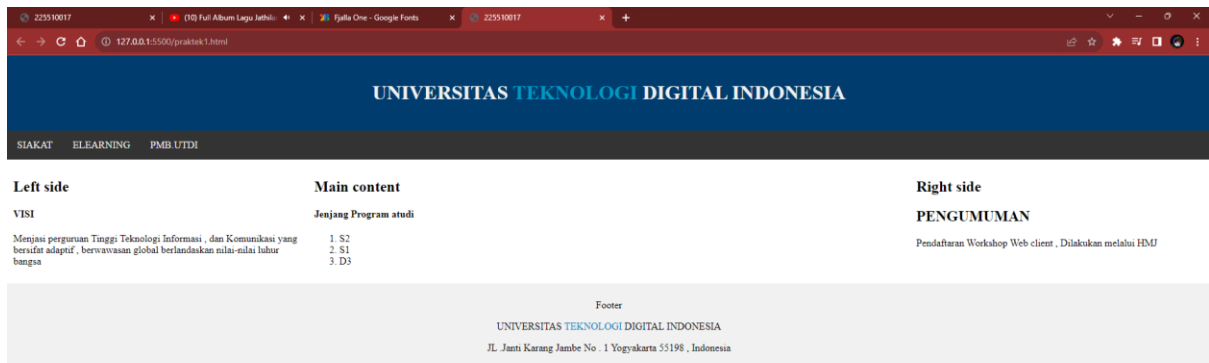 225510017
(10) Full Album Lagu Jathila
Fjalla One - Google Fonts
225510017
127.0.0.1:5500/praktek1.html
UNIVERSITAS TEKNOLOGI DIGITAL INDONESIA
SIAKAT ELEARNING PMB.UTDI
Left side
VISI
Menjasi perguruan Tinggi Teknologi Informasi , dan Komunikasi yang
bersifat adaptif , berwawasan global berlandaskan nilai-nilai luhur
bangsa
Main content
Jenjang Program atudi
1. S2
2. S1
3. D3
Right side
PENGUMUMAN
Pendaftaran Workshop Web client , Dilakukan melalui HMJ
Footer
UNIVERSITAS TEKNOLOGI DIGITAL INDONESIA
JL .Janti Karang Jambe No . 1 Yogyakarta 55198 , Indonesia